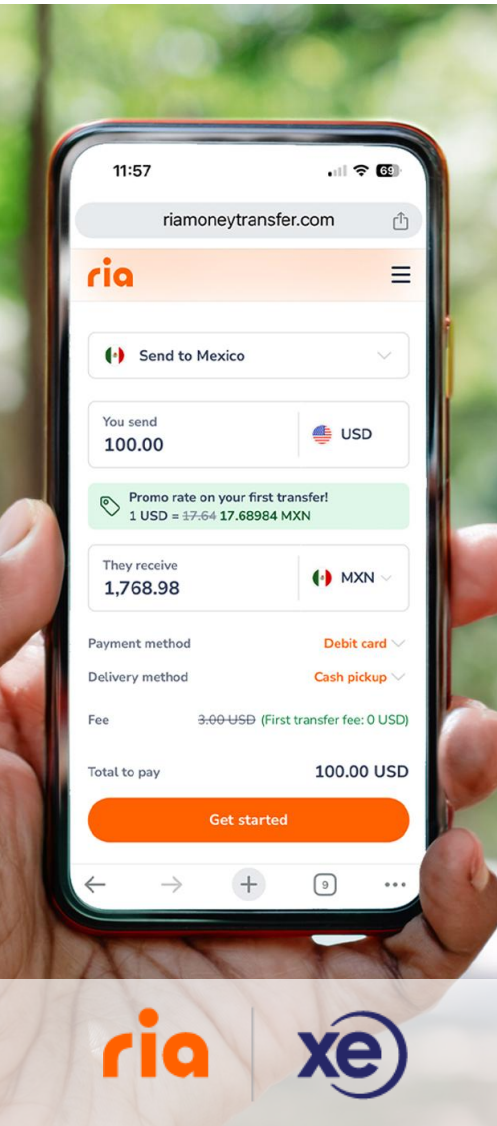 11:57
69
riamoneytransfer.com
ria
Send to Mexico
You send
100.00
USD
Promo rate on your first transfer!
1 USD = 17.64 17.68984 MXN
They receive
1,768.98
MXN
Payment method Debit card
Delivery method Cash pickup
Fee 3.00 USD (First transfer fee: 0 USD)
Total to pay 100.00 USD
Get started
9
ria xe